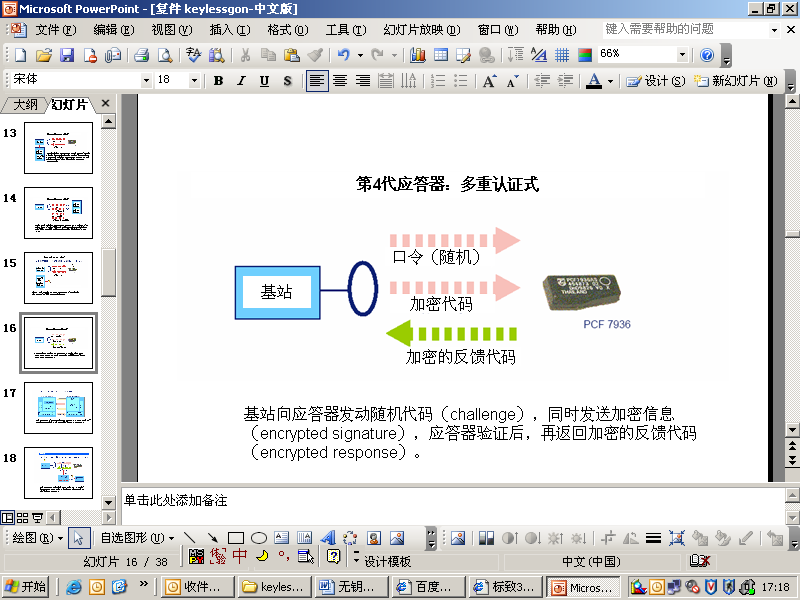 Microsoft PowerPoint - [复件 keylessgon-中文版]
文件(F) 编辑(E) 视图(V) 插入(I) 格式(O) 工具(T) 幻灯片放映(D) 窗口(W) 帮助(H) 键入需要帮助的问题
66%
宋体 18 B I U S A A A 设计(S) 新幻灯片(N)
大纲 幻灯片
13
14
15
16
17
18
第4代应答器：多重认证式
口令（随机）
基站
加密代码
PCF 7936
加密的反馈代码
基站向应答器发动随机代码（challenge），同时发送加密信息
（encrypted signature），应答器验证后，再返回加密的反馈代码
（encrypted response）。
单击此处添加备注
绘图(R) 自选图形(U)
幻灯片 16 / 38 中 设计模板 中文(中国)
开始 收件... keyles... 无钥... 百度... 标致3... Micros... 17:18